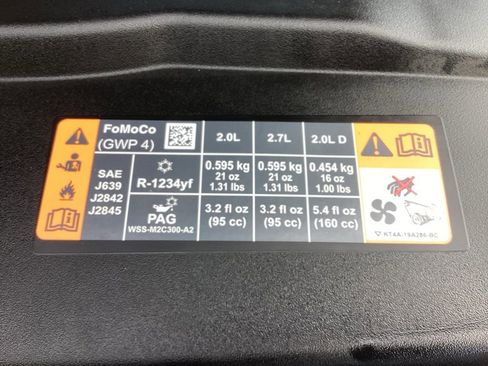 FoMoCo
(GWP 4)
2.0L
2.7L
2.0L D
SAE
J639
J2842
J2845
R-1234yf
0.595 kg
21 oz
1.31 lbs
0.595 kg
21 oz
1.31 lbs
0.454 kg
16 oz
1.00 lbs
PAG
WSS-M2C300-A2
3.2 fl oz
(95 cc)
3.2 fl oz
(95 cc)
5.4 fl oz
(160 cc)
KT4A-19A286-BC